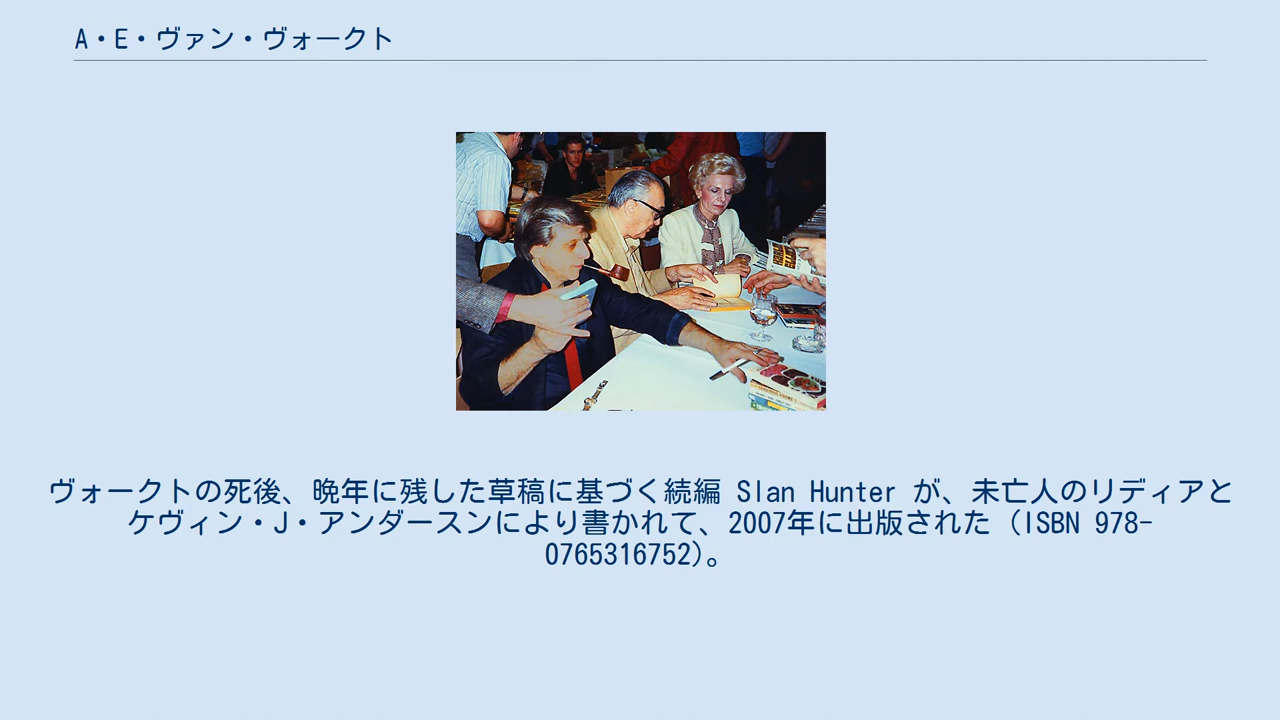 A・E・ヴァン・ヴォークト
ヴォークトの死後、晩年に残した草稿に基づく続編 Slan Hunter が、未亡人のリディアと
ケヴィン・J・アンダースンにより書かれて、2007年に出版された（ISBN 978-
0765316752)。